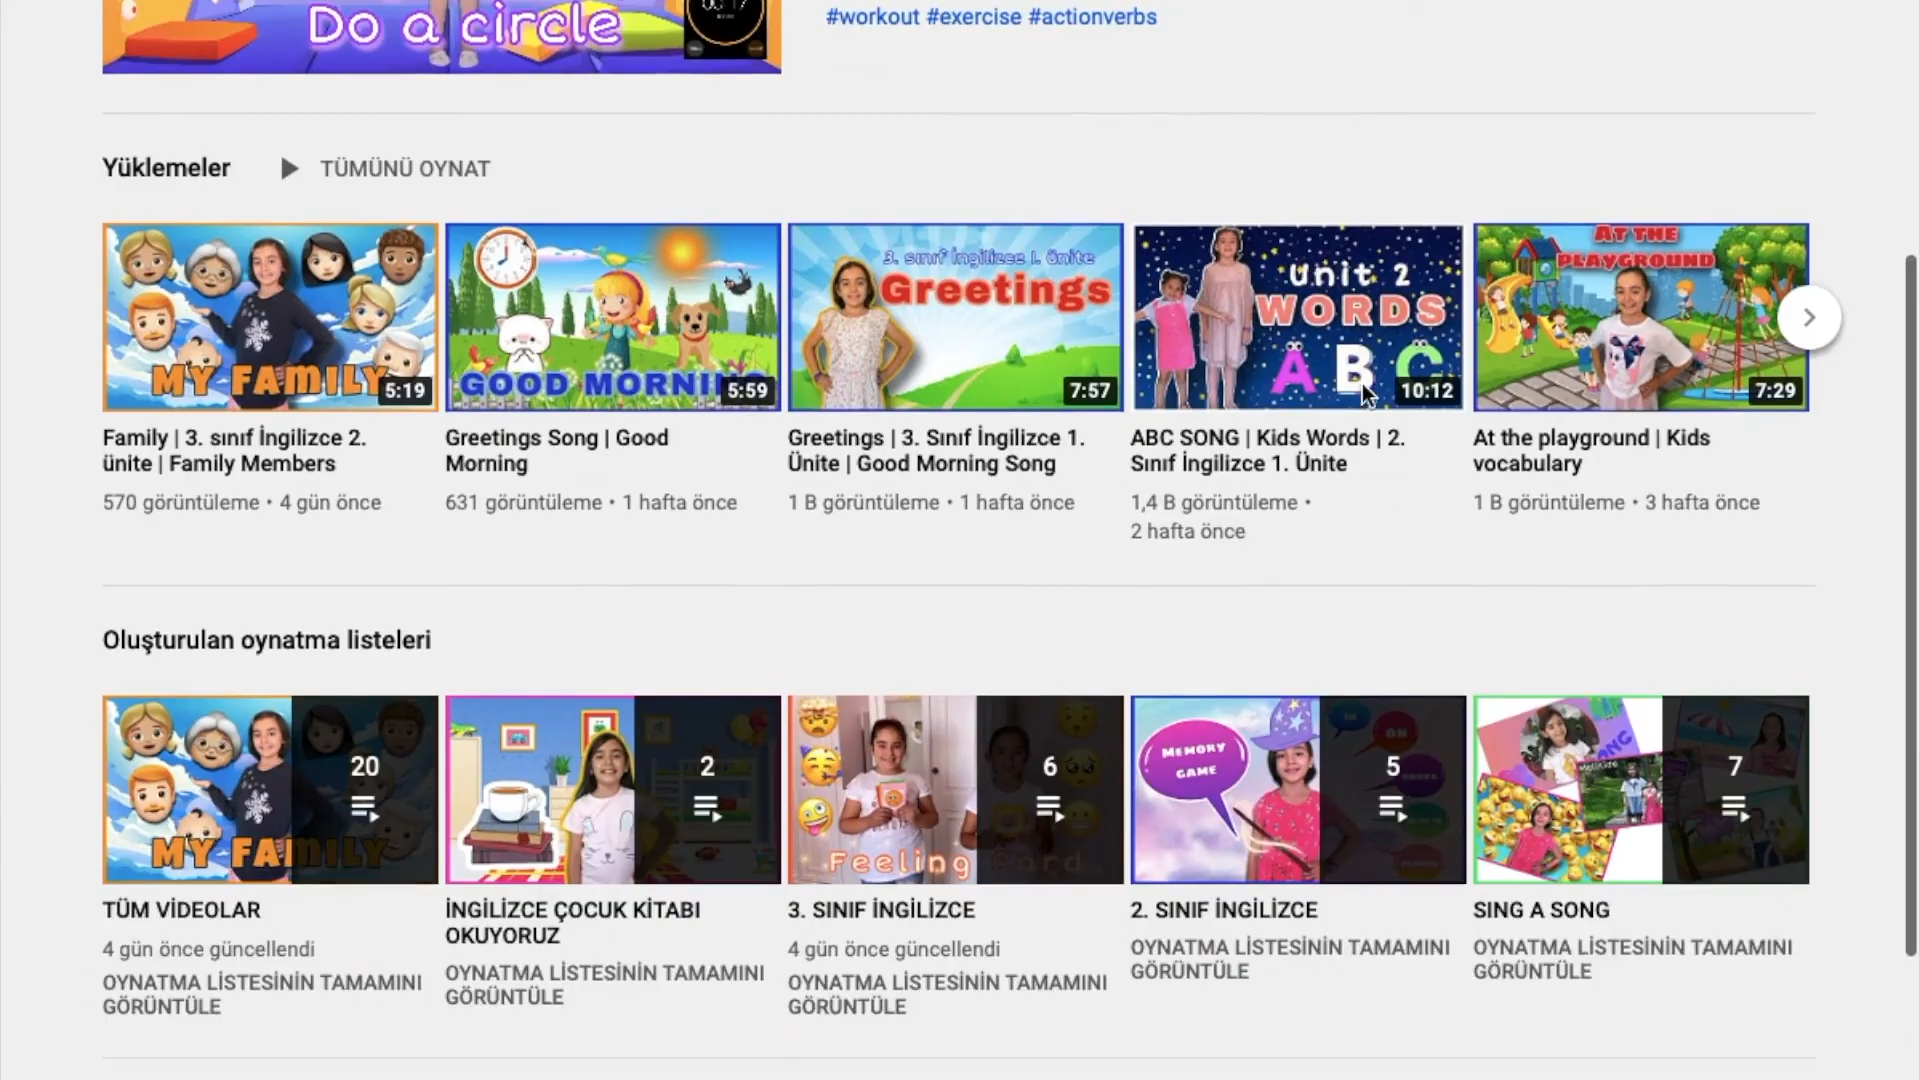 Do a circle
00:17
#workout #exercise #actionverbs
Yüklemeler
TÜMÜNÜ OYNAT
MY FAMILY
5:19
GOOD MORNIN
5:59
3. sınıf İngilizce 1. Ünite
Greetings
7:57
Unit 2
WORDS
A B C
10:12
AT THE
PLAYGROUND
7:29
Family | 3. sınıf İngilizce 2.
ünite | Family Members
570 görüntüleme • 4 gün önce
Greetings Song | Good
Morning
631 görüntüleme • 1 hafta önce
Greetings | 3. Sınıf İngilizce 1.
Ünite | Good Morning Song
1 B görüntüleme • 1 hafta önce
ABC SONG | Kids Words | 2.
Sınıf İngilizce 1. Ünite
1,4 B görüntüleme •
2 hafta önce
At the playground | Kids
vocabulary
1 B görüntüleme • 3 hafta önce
Oluşturulan oynatma listeleri
MY FAMILY
20
2
Feeling Card
6
MEMORY
GAME
ON
5
SONG
7
TÜM VİDEOLAR
4 gün önce güncellendi
OYNATMA LİSTESİNİN TAMAMINI
GÖRÜNTÜLE
İNGİLİZCE ÇOCUK KİTABI
OKUYORUZ
OYNATMA LİSTESİNİN TAMAMINI
GÖRÜNTÜLE
3. SINIF İNGİLİZCE
4 gün önce güncellendi
OYNATMA LİSTESİNİN TAMAMINI
GÖRÜNTÜLE
2. SINIF İNGİLİZCE
OYNATMA LİSTESİNİN TAMAMINI
GÖRÜNTÜLE
SING A SONG
OYNATMA LİSTESİNİN TAMAMINI
GÖRÜNTÜLE